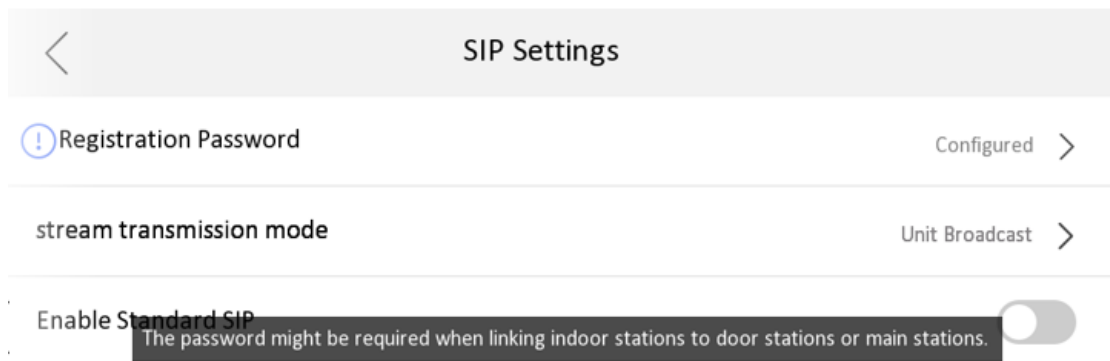 SIP Settings
Registration Password
Configured
stream transmission mode
Unit Broadcast
Enable Standard SIP
The password might be required when linking indoor stations to door stations or main stations.